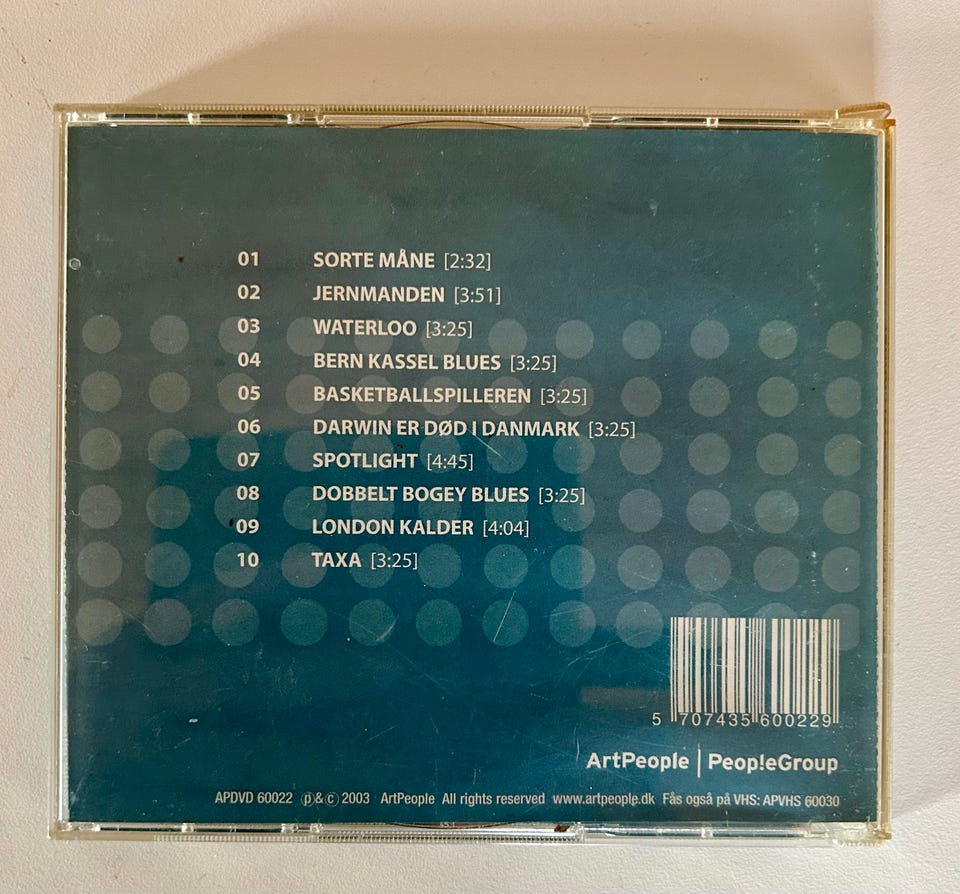 01 SORTE MÅNE [2:32]
02 JERNMANDEN [3:51]
03 WATERLOO [3:25]
04 BERN KASSEL BLUES [3:25]
05 BASKETBALLSPILLEREN [3:25]
06 DARWIN ER DØD I DANMARK [3:25]
07 SPOTLIGHT [4:45]
08 DOBBELT BOGEY BLUES [3:25]
09 LONDON KALDER [4:04]
10 TAXA [3:25]
5 707435 600229
ArtPeople | Peop!eGroup
APDVD 60022 ℗&© 2003 ArtPeople All rights reserved www.artpeople.dk Fås også på VHS: APVHS 60030